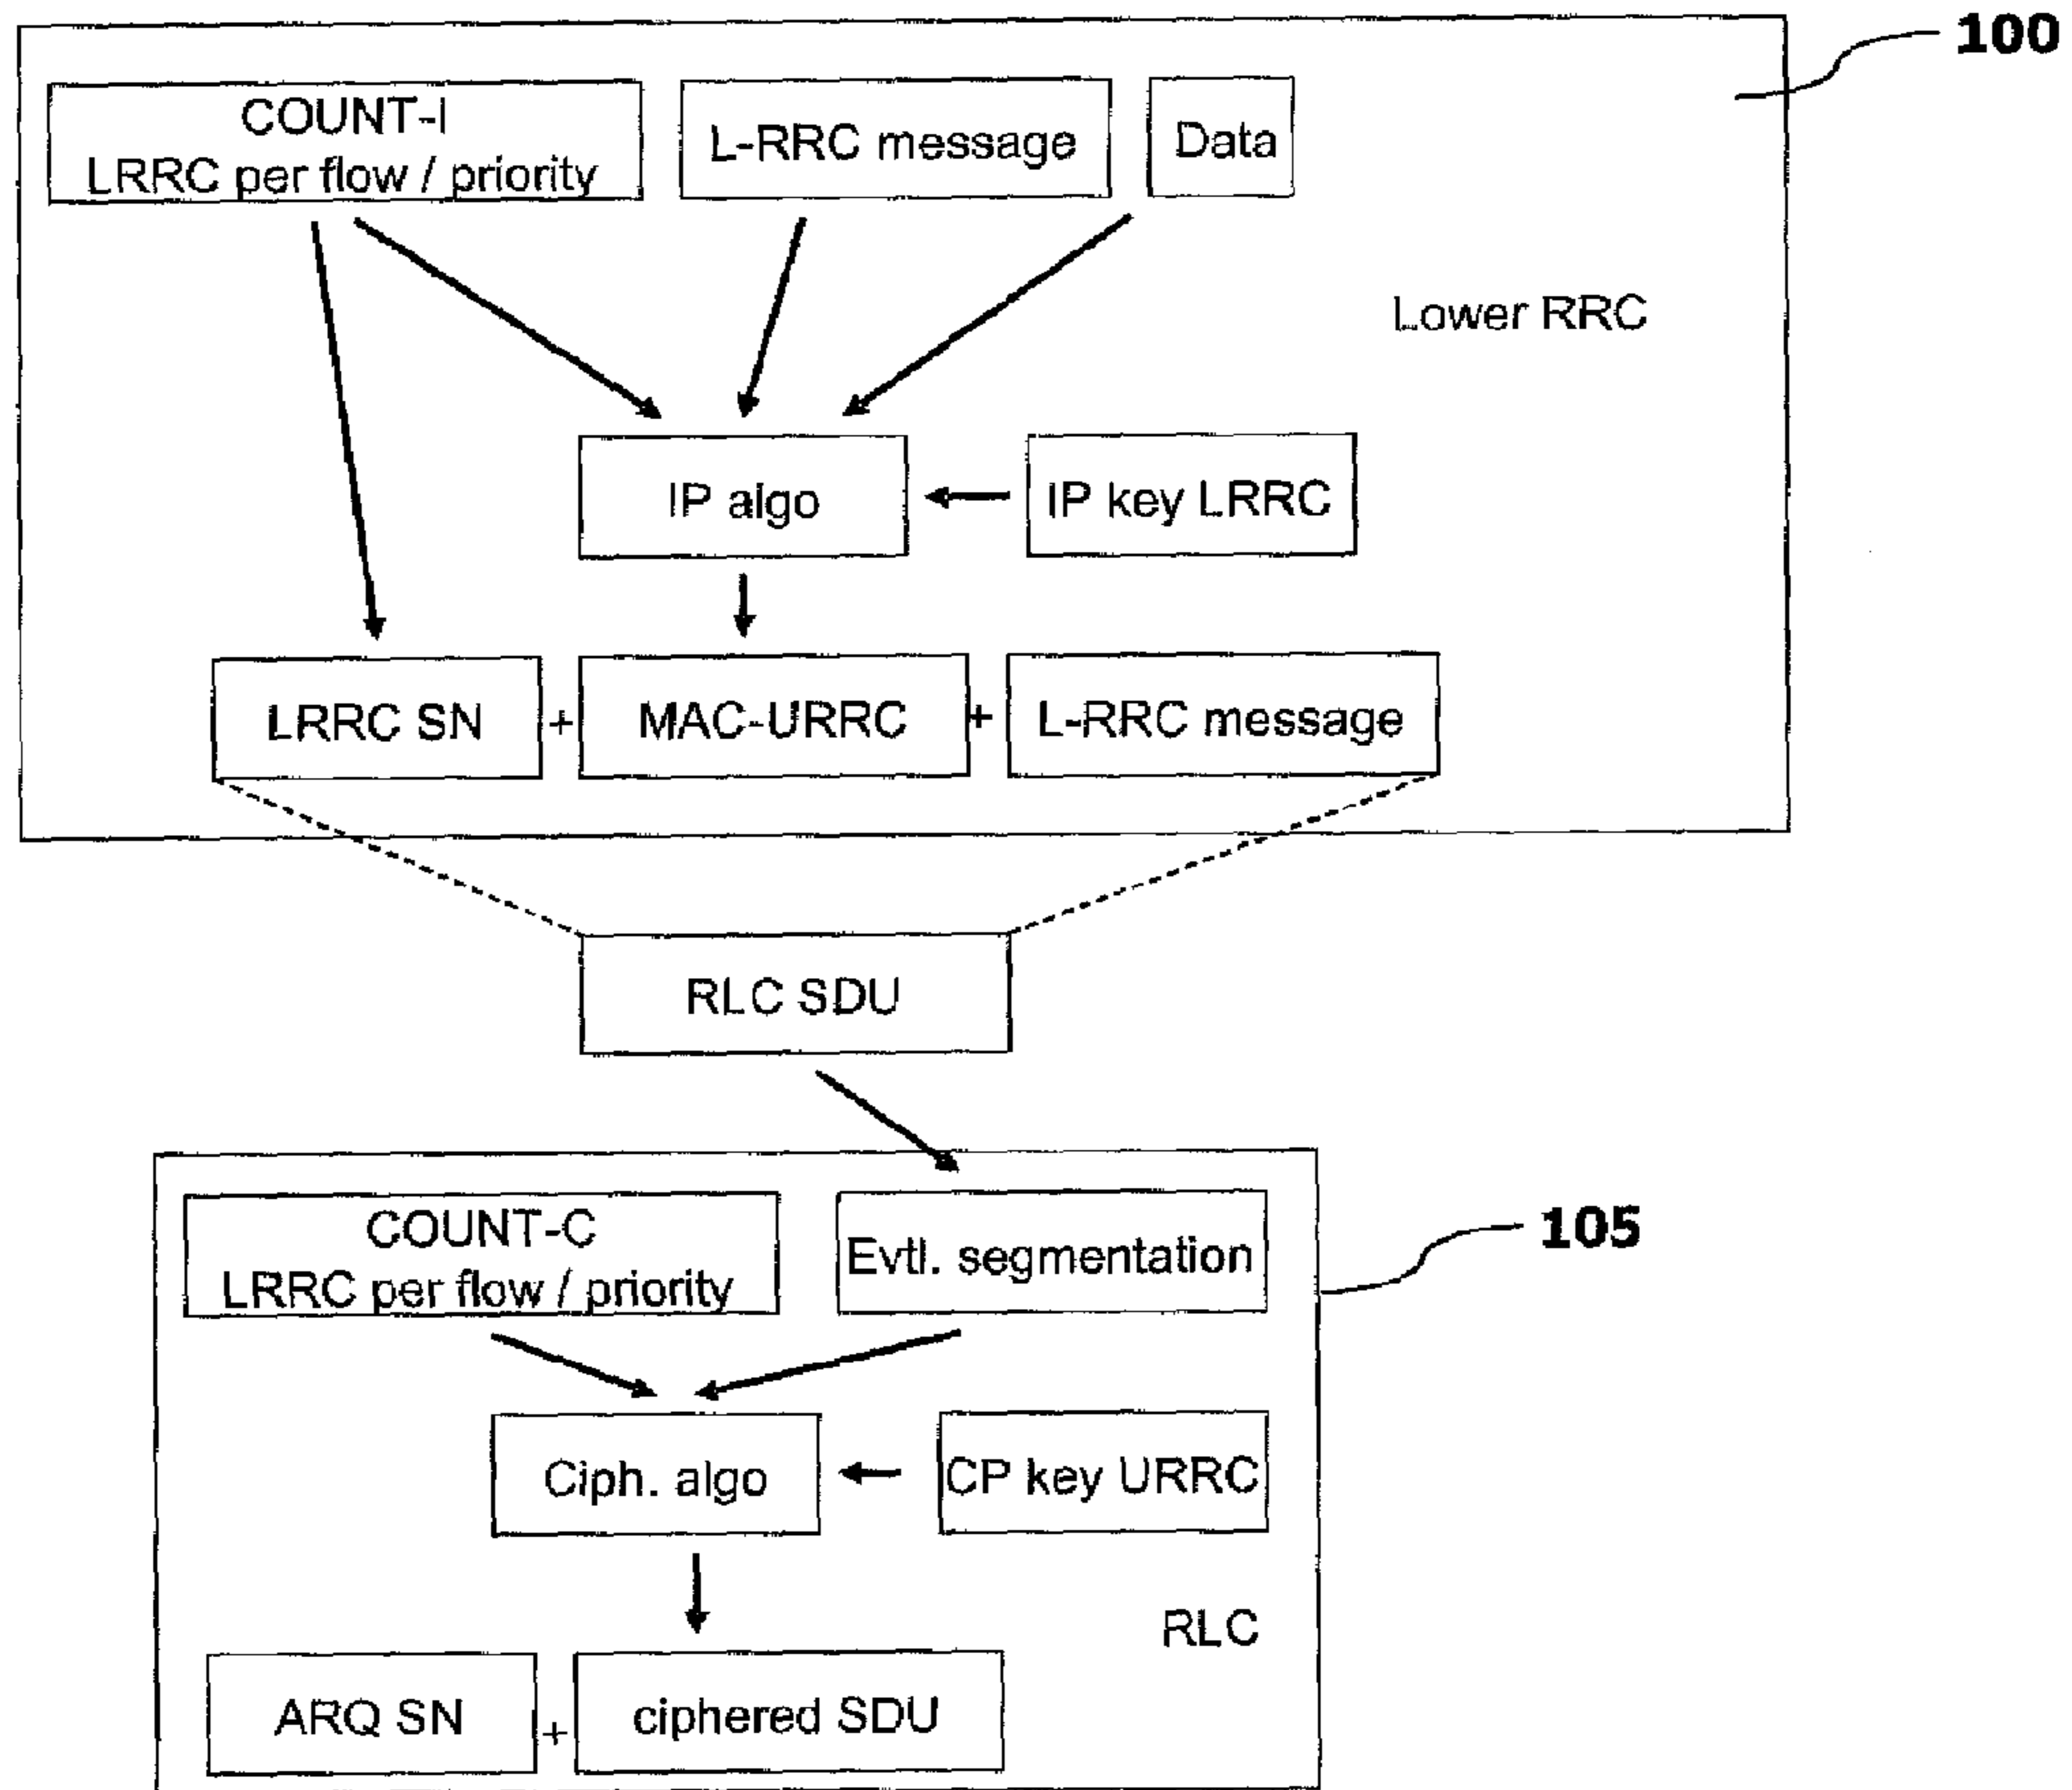 100
COUNT-I
LRRC per flow / priority
L-RRC message
Data
Lower RRC
IP algo
IP key LRRC
LRRC SN
+
MAC-URRC
+
L-RRC message
RLC SDU
105
COUNT-C
LRRC per flow / priority
Evtl. segmentation
Ciph. algo
CP key URRC
RLC
ARQ SN
+
ciphered SDU